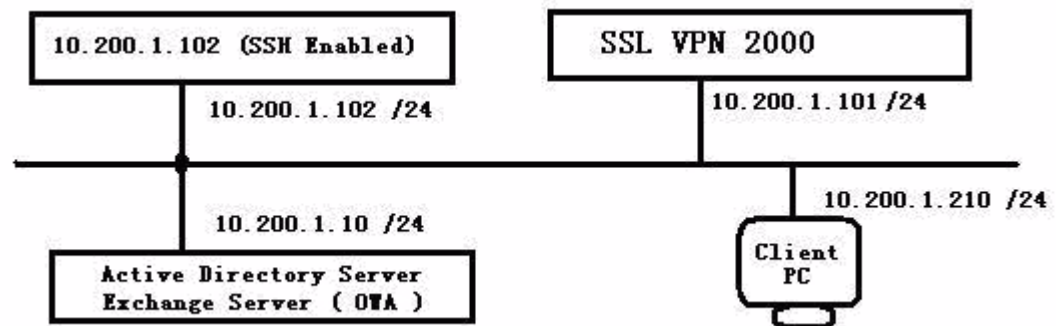 10.200.1.102 (SSH Enabled)
SSL VPN 2000
10.200.1.102 /24
10.200.1.101/24
10.200.1.10 /24
10.200.1.210 /24
Active Directory Server
Exchange Server ( OWA )
Client
PC